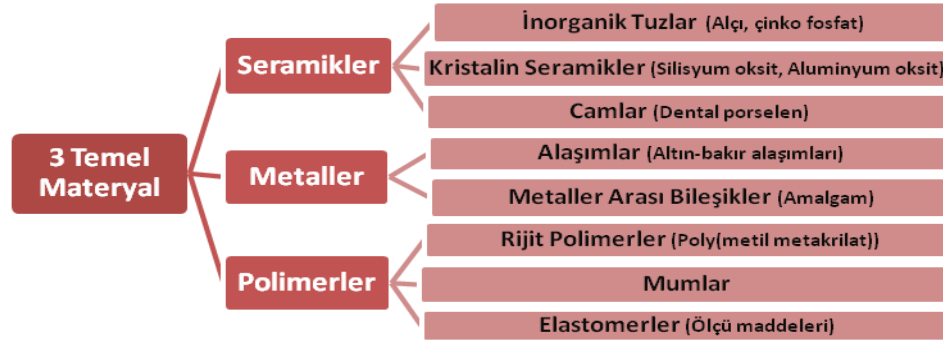 3 Temel
Materyal
Seramikler
İnorganik Tuzlar (Alçı, çinko fosfat)
Kristalin Seramikler (Silisyum oksit, Aluminyum oksit)
Camlar (Dental porselen)
Metaller
Alaşımlar (Altın-bakır alaşımları)
Metaller Arası Bileşikler (Amalgam)
Polimerler
Rijit Polimerler (Poly(metil metakrilat))
Mumlar
Elastomerler (Ölçü maddeleri)